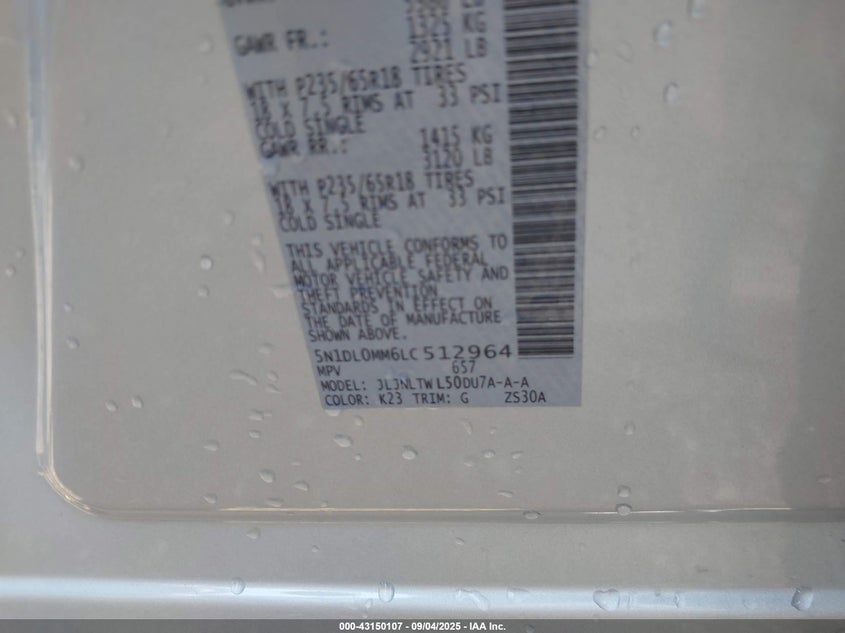 1325 KG
GAWR FR.: 2921 LB
WITH P235/65R18 TIRES
18 X 7.5 RIMS AT 33 PSI
COLD SINGLE
GAWR RR.: 1415 KG
3120 LB
WITH P235/65R18 TIRES
18 X 7.5 RIMS AT 33 PSI
COLD SINGLE
THIS VEHICLE CONFORMS TO
ALL APPLICABLE FEDERAL
MOTOR VEHICLE SAFETY AND
THEFT PREVENTION
STANDARDS IN EFFECT ON
THE DATE OF MANUFACTURE
SHOWN ABOVE.
5N1DL0MM6LC512964
MPV 657
MODEL: JLJNLTWL50DU7A-A-A
COLOR: K23 TRIM: G ZS30A
000-43150107 - 09/04/2025 - IAA Inc.